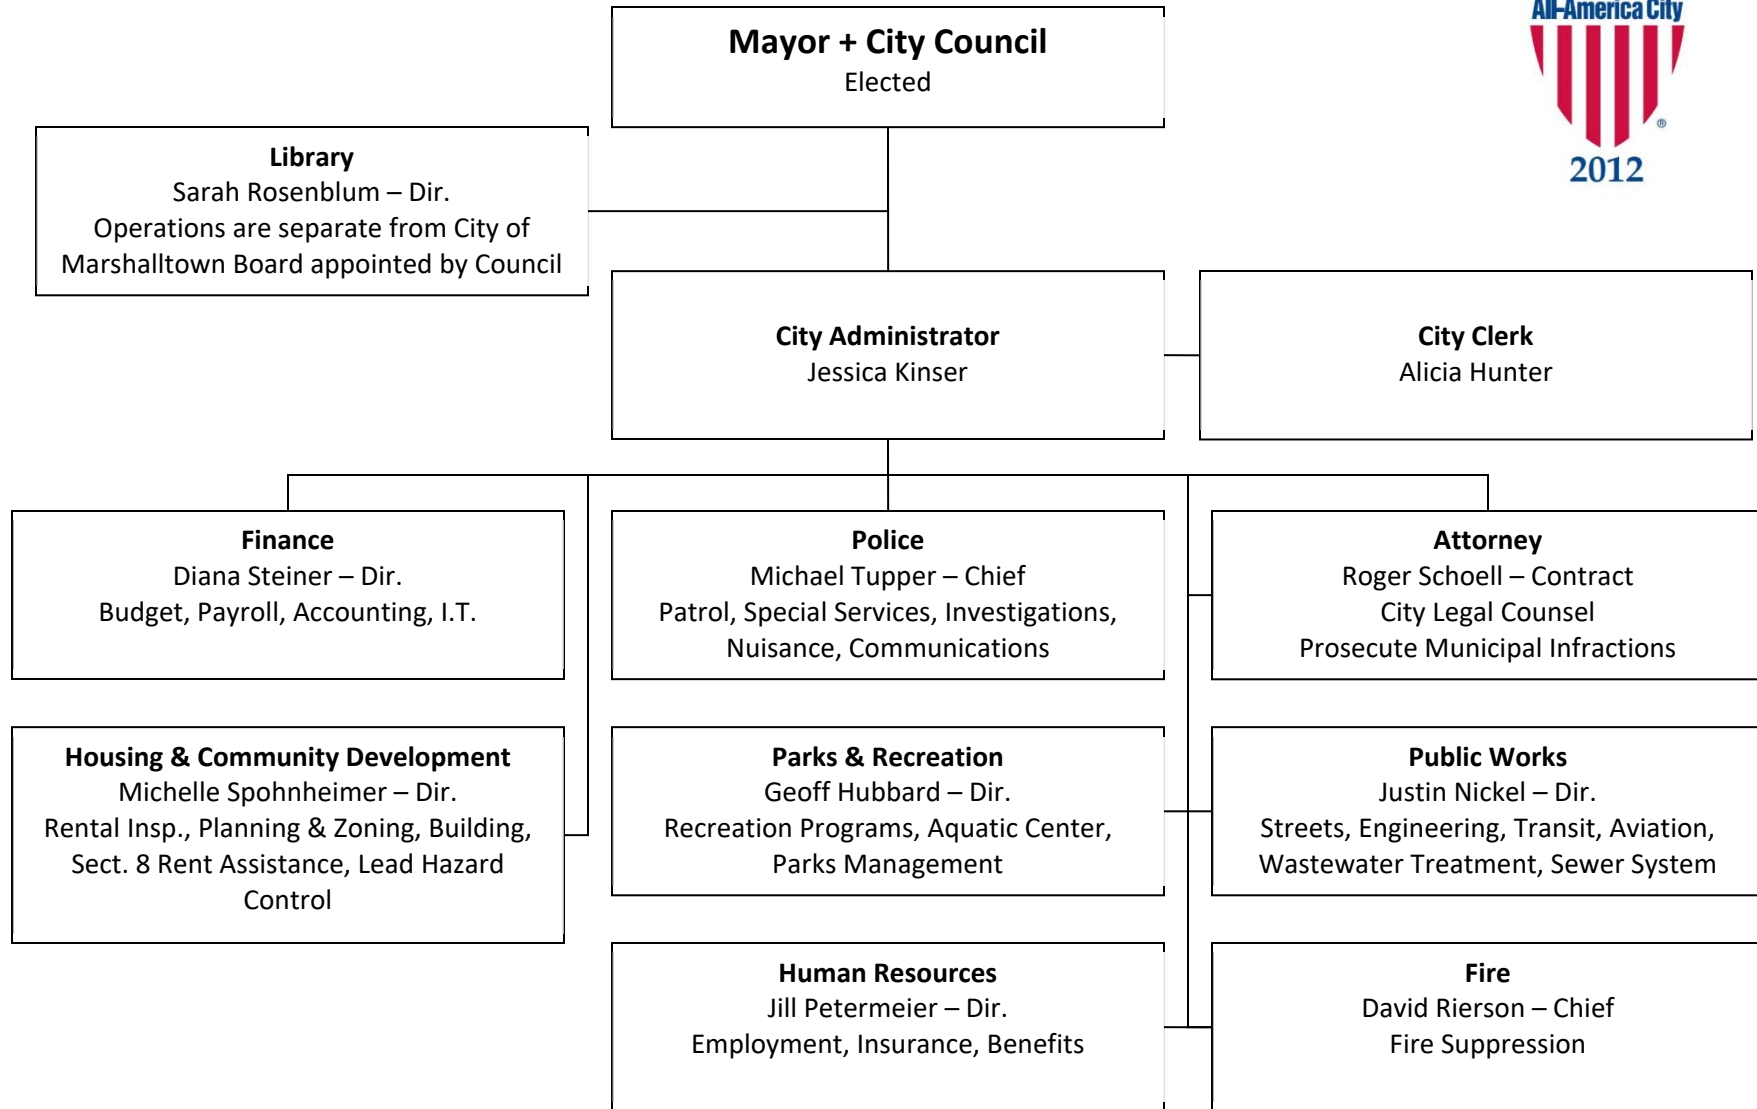 All-America City
®
2012
Mayor + City Council
Elected
Library
Sarah Rosenblum – Dir.
Operations are separate from City of
Marshalltown Board appointed by Council
City Administrator
Jessica Kinser
City Clerk
Alicia Hunter
Finance
Diana Steiner – Dir.
Budget, Payroll, Accounting, I.T.
Police
Michael Tupper – Chief
Patrol, Special Services, Investigations,
Nuisance, Communications
Attorney
Roger Schoell – Contract
City Legal Counsel
Prosecute Municipal Infractions
Housing & Community Development
Michelle Spohnheimer – Dir.
Rental Insp., Planning & Zoning, Building,
Sect. 8 Rent Assistance, Lead Hazard
Control
Parks & Recreation
Geoff Hubbard – Dir.
Recreation Programs, Aquatic Center,
Parks Management
Public Works
Justin Nickel – Dir.
Streets, Engineering, Transit, Aviation,
Wastewater Treatment, Sewer System
Human Resources
Jill Petermeier – Dir.
Employment, Insurance, Benefits
Fire
David Rierson – Chief
Fire Suppression